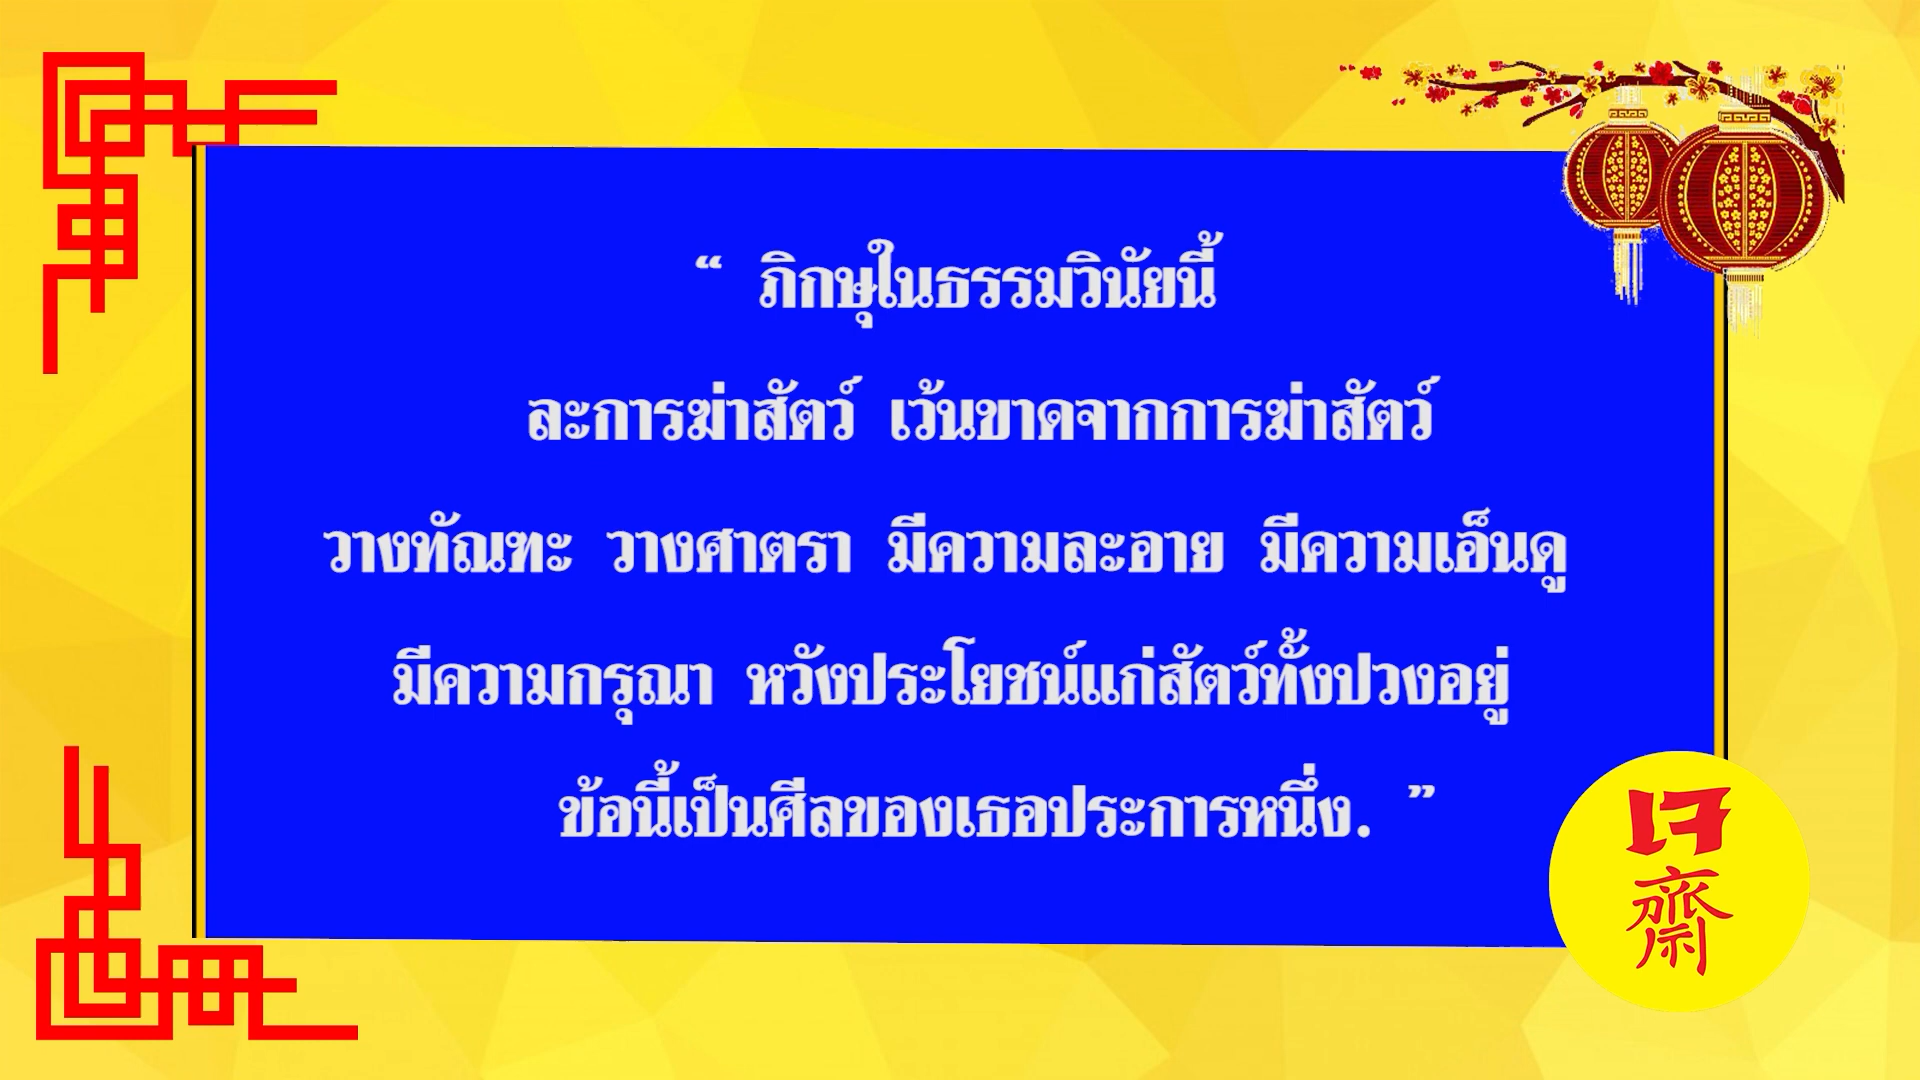 “ ภิกษุในธรรมวินัยนี้
ละการฆ่าสัตว์ เว้นขาดจากการฆ่าสัตว์
วางทัณฑะ วางศาตรา มีความละอาย มีความเอ็นดู
มีความกรุณา หวังประโยชน์แก่สัตว์ทั้งปวงอยู่
ข้อนี้เป็นศีลของเธอประการหนึ่ง. ”
เจ
齋